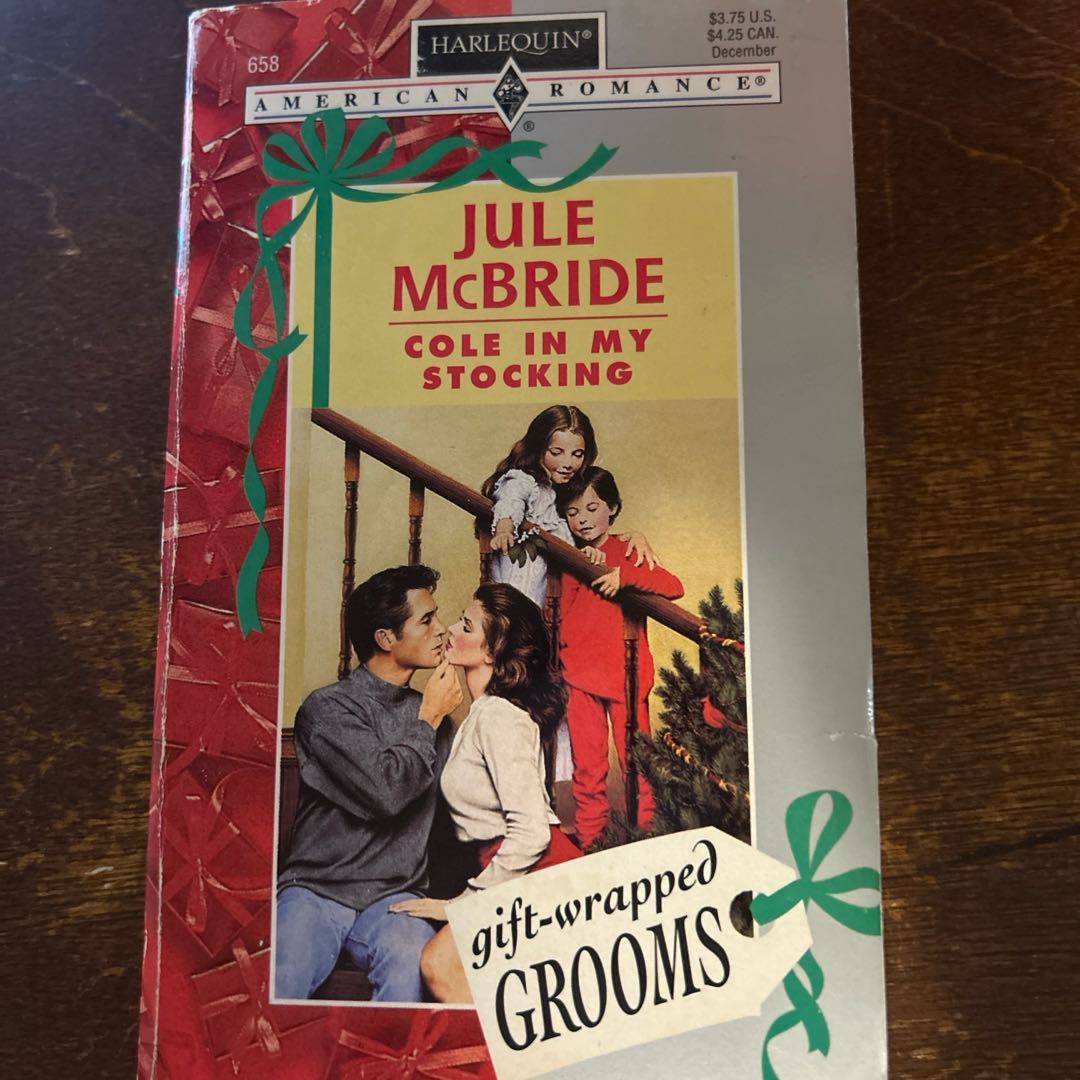 658
HARLEQUIN®
$3.75 U.S.
$4.25 CAN.
December
AMERICAN ROMANCE®
®
JULE
McBRIDE
COLE IN MY
STOCKING
gift-wrapped
GROOMS